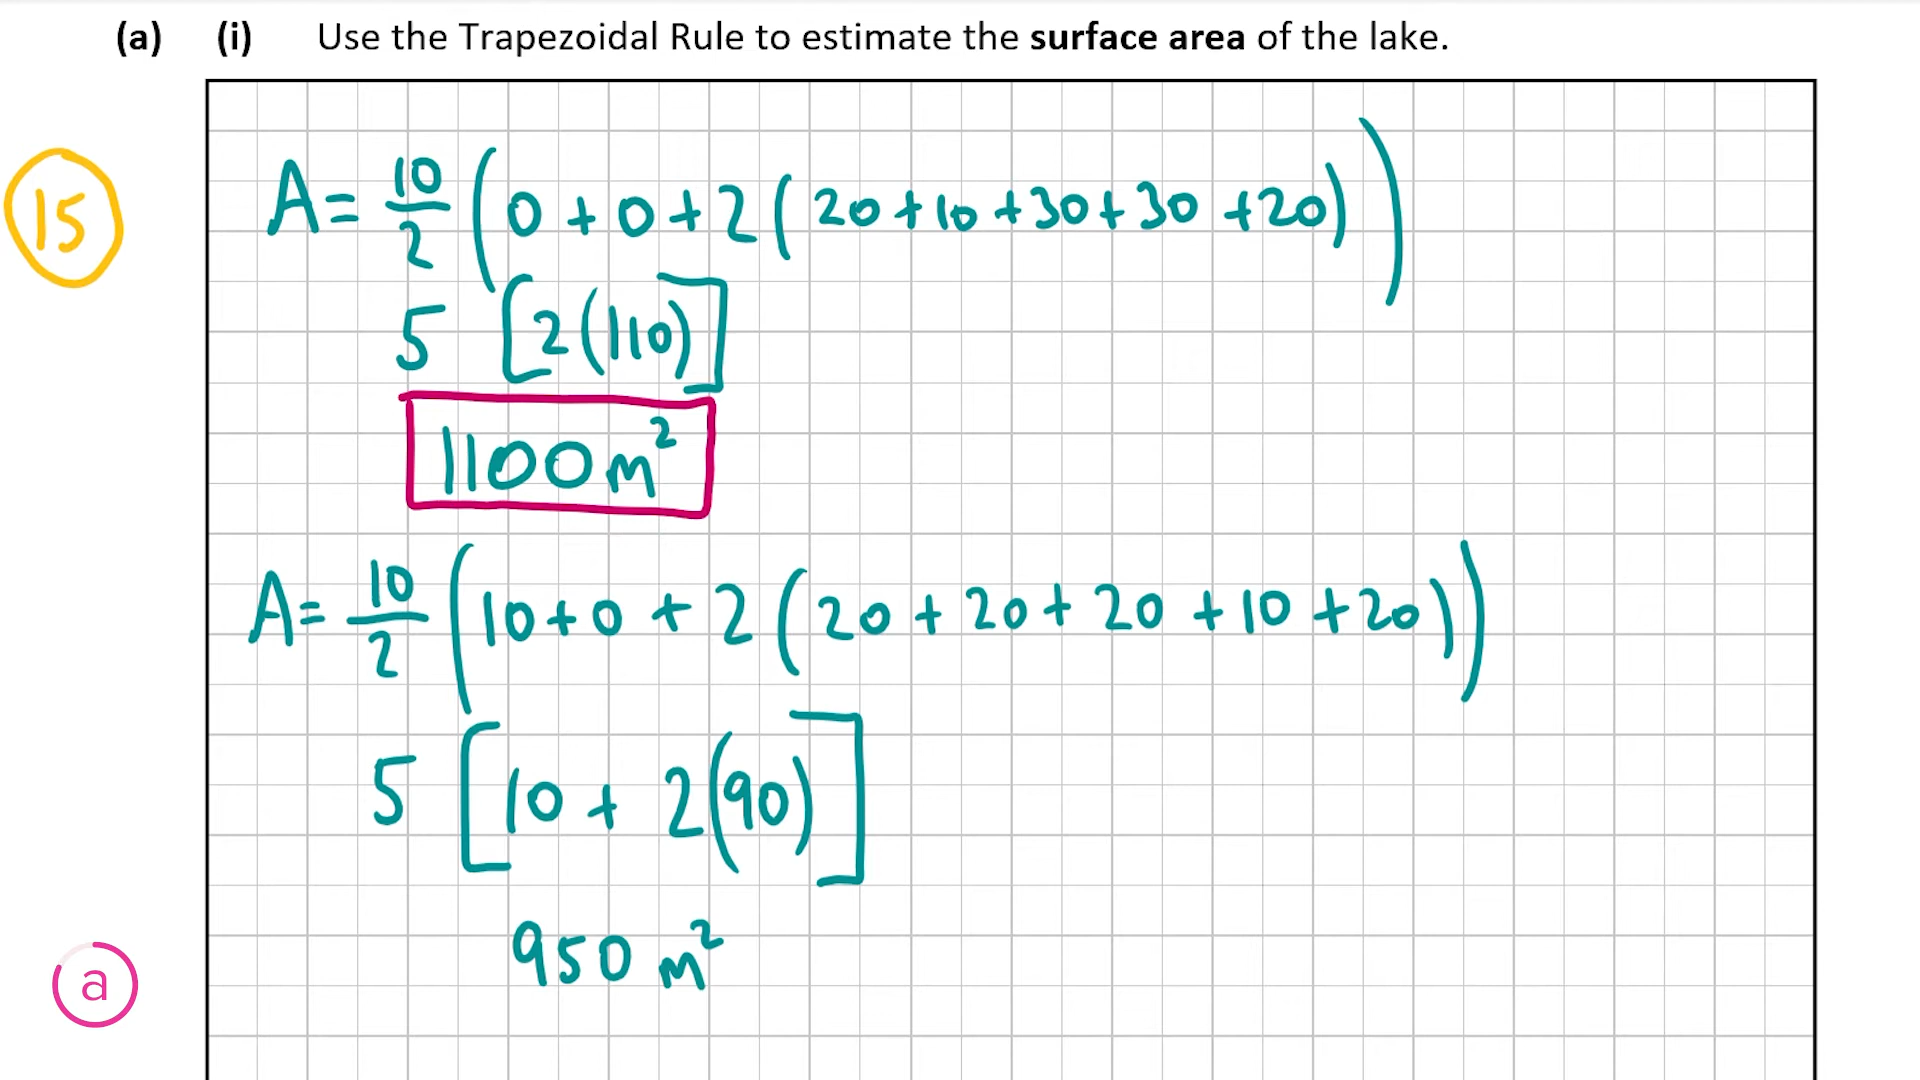 (a) (i) Use the Trapezoidal Rule to estimate the surface area of the lake.
15
A = 10/2 (0 + 0 + 2 (20 + 10 + 30 + 30 + 20))
5 [2(110)]
1100 m²
A = 10/2 (10 + 0 + 2 (20 + 20 + 20 + 10 + 20))
5 [10 + 2(90)]
950 m²
a